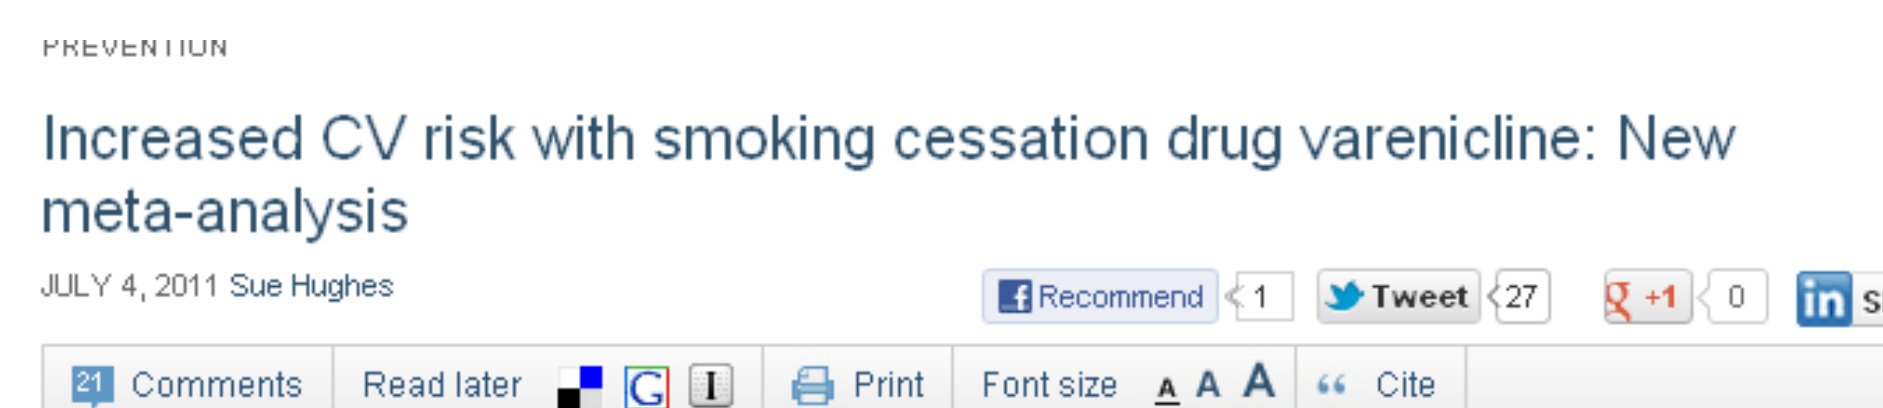 PREVENTION
Increased CV risk with smoking cessation drug varenicline: New
meta-analysis
JULY 4, 2011 Sue Hughes
f Recommend 1 Tweet 27 g +1 0 in
21 Comments Read later G I Print Font size A A A “ Cite